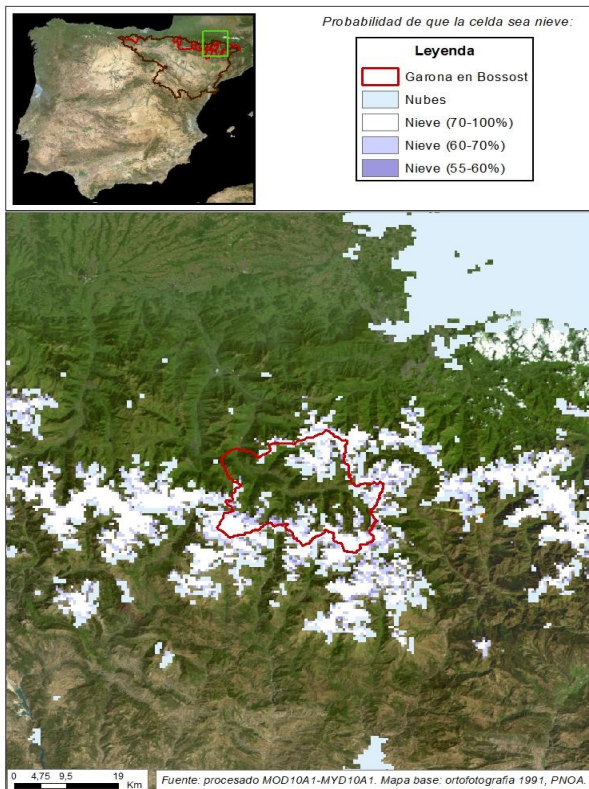 Probabilidad de que la celda sea nieve:
Leyenda
Garona en Bossost
Nubes
Nieve (70-100%)
Nieve (60-70%)
Nieve (55-60%)
0 4,75 9,5 19
Km
Fuente: procesado MOD10A1-MYD10A1. Mapa base: ortofotografia 1991, PNOA.